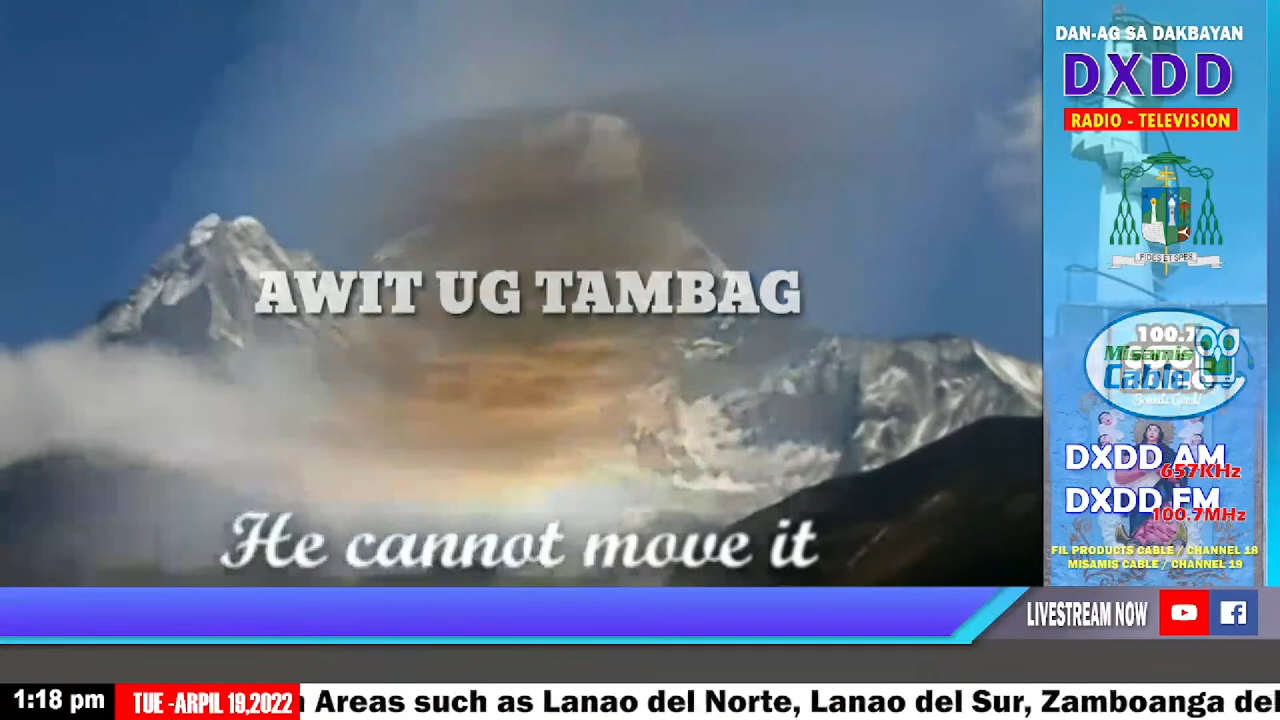 DAN-AG SA DAKBAYAN
DXDD
RADIO - TELEVISION
FIDES ET SPES
AWIT UG TAMBAG
100.7
Misamis
Cable
Sounds Good!
DXDD AM
657KHz
DXDD FM
100.7MHz
He cannot move it
FIL PRODUCTS CABLE / CHANNEL 18
MISAMIS CABLE / CHANNEL 19
LIVESTREAM NOW
1:18 pm
TUE -ARPIL 19,2022
Areas such as Lanao del Norte, Lanao del Sur, Zamboanga del